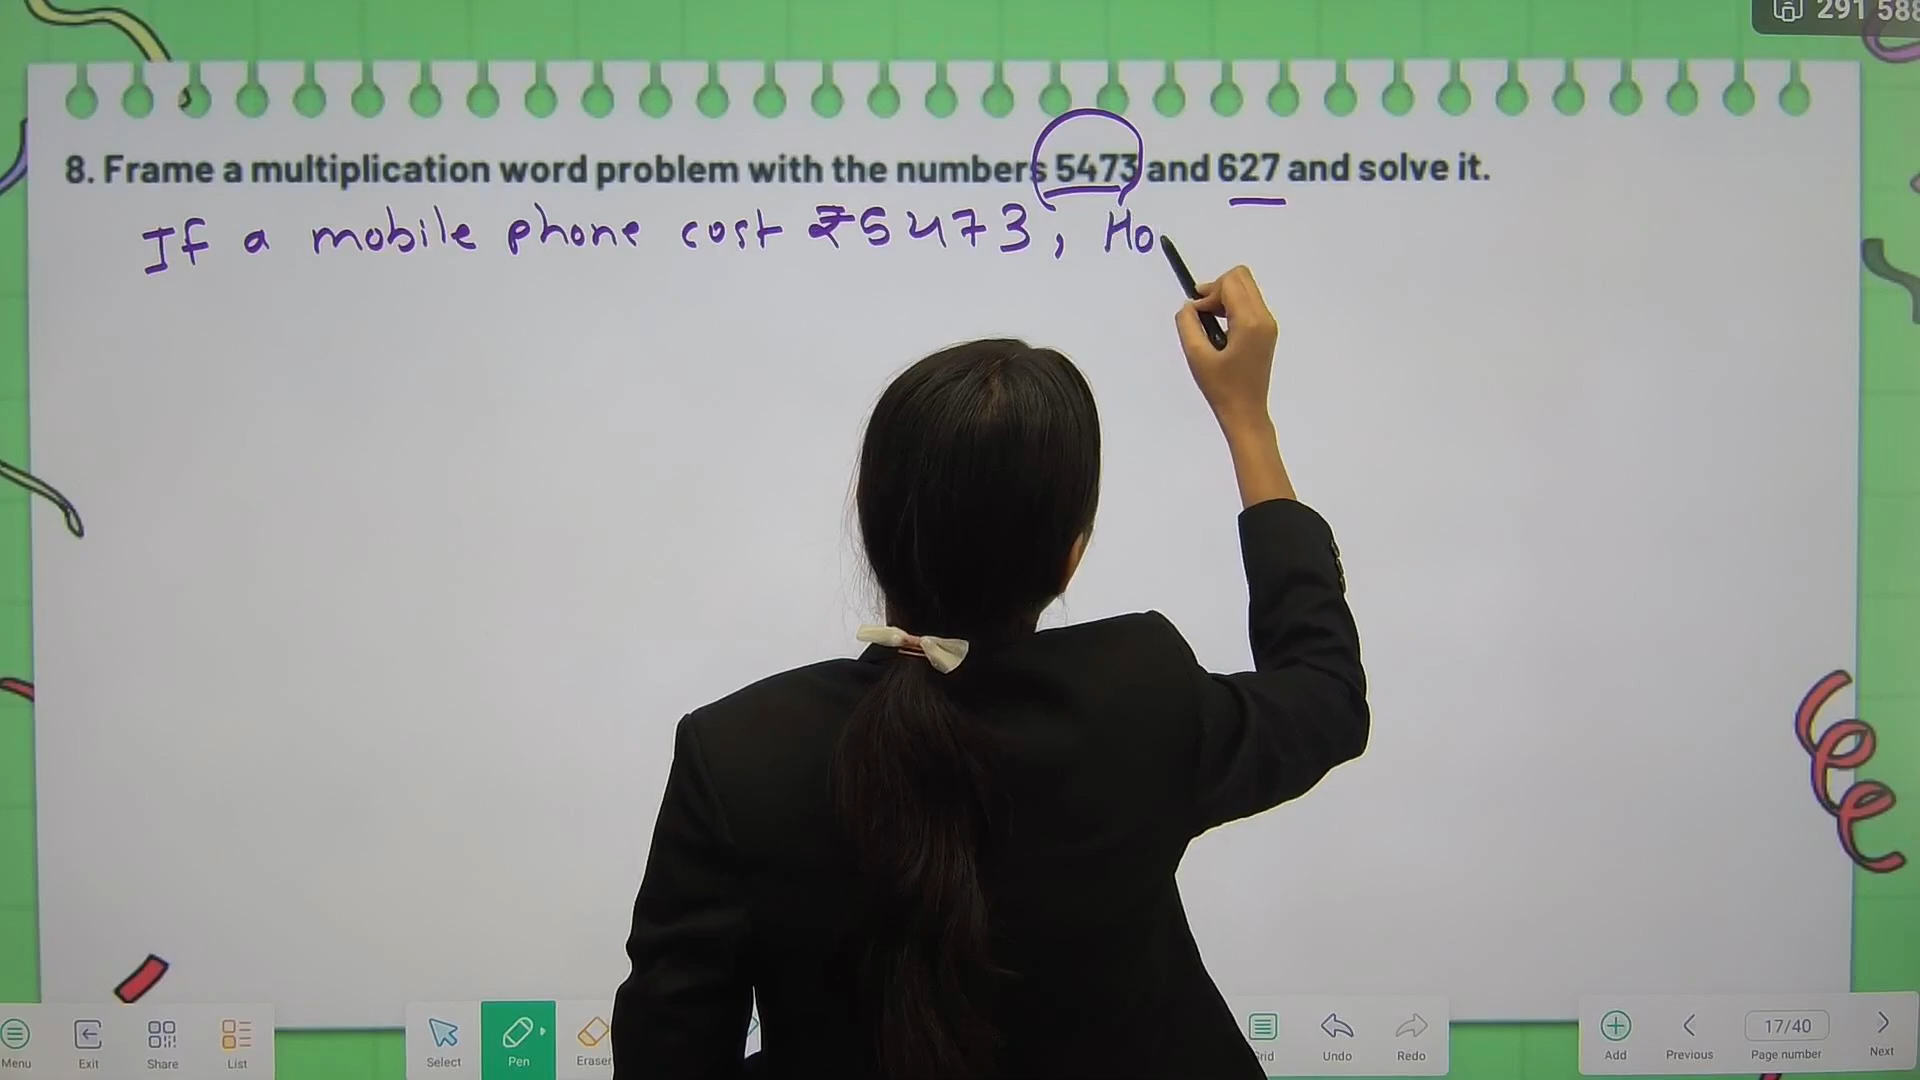 291 588
8. Frame a multiplication word problem with the numbers 5473 and 627 and solve it.
If a mobile phone cost ₹5473, Ho
Menu
Exit
Share
List
Select
Pen
Eraser
Undo
Redo
Add
Previous
17/40
Page number
Next